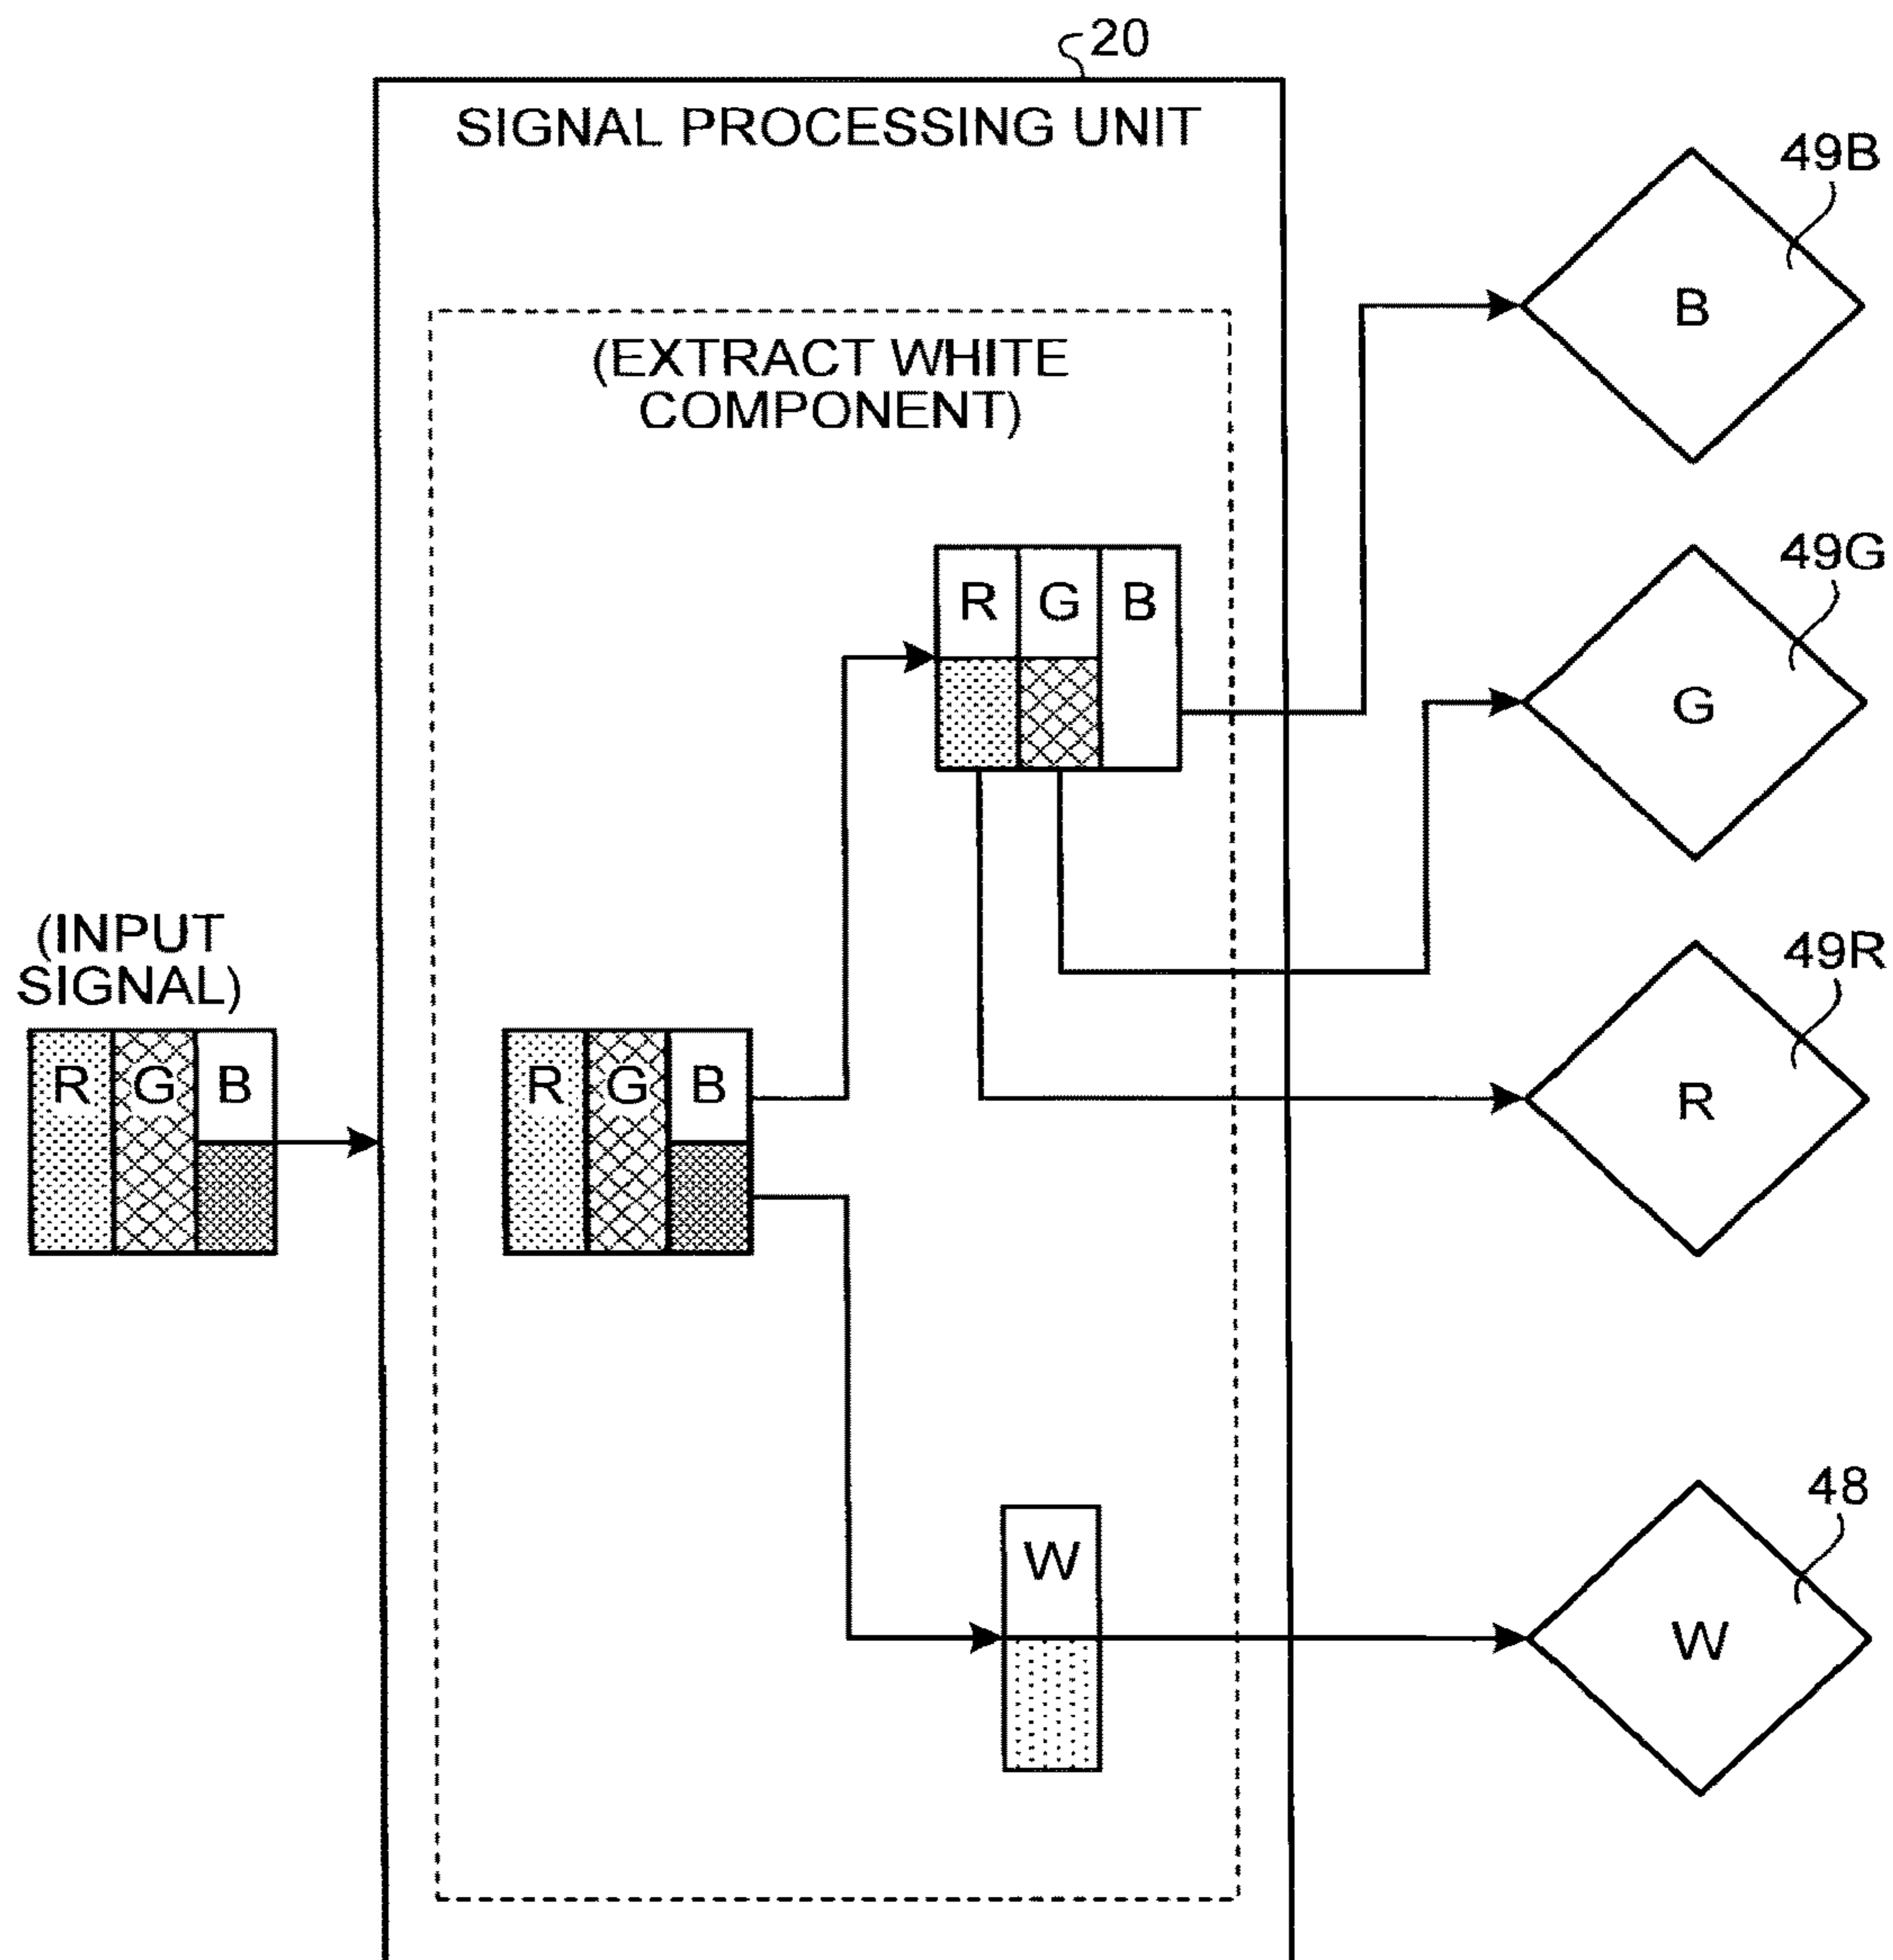 20
SIGNAL PROCESSING UNIT
49B
B
(EXTRACT WHITE
COMPONENT)
49G
R G B
G
49R
(INPUT
SIGNAL)
R G B
R G B
R
48
W
W